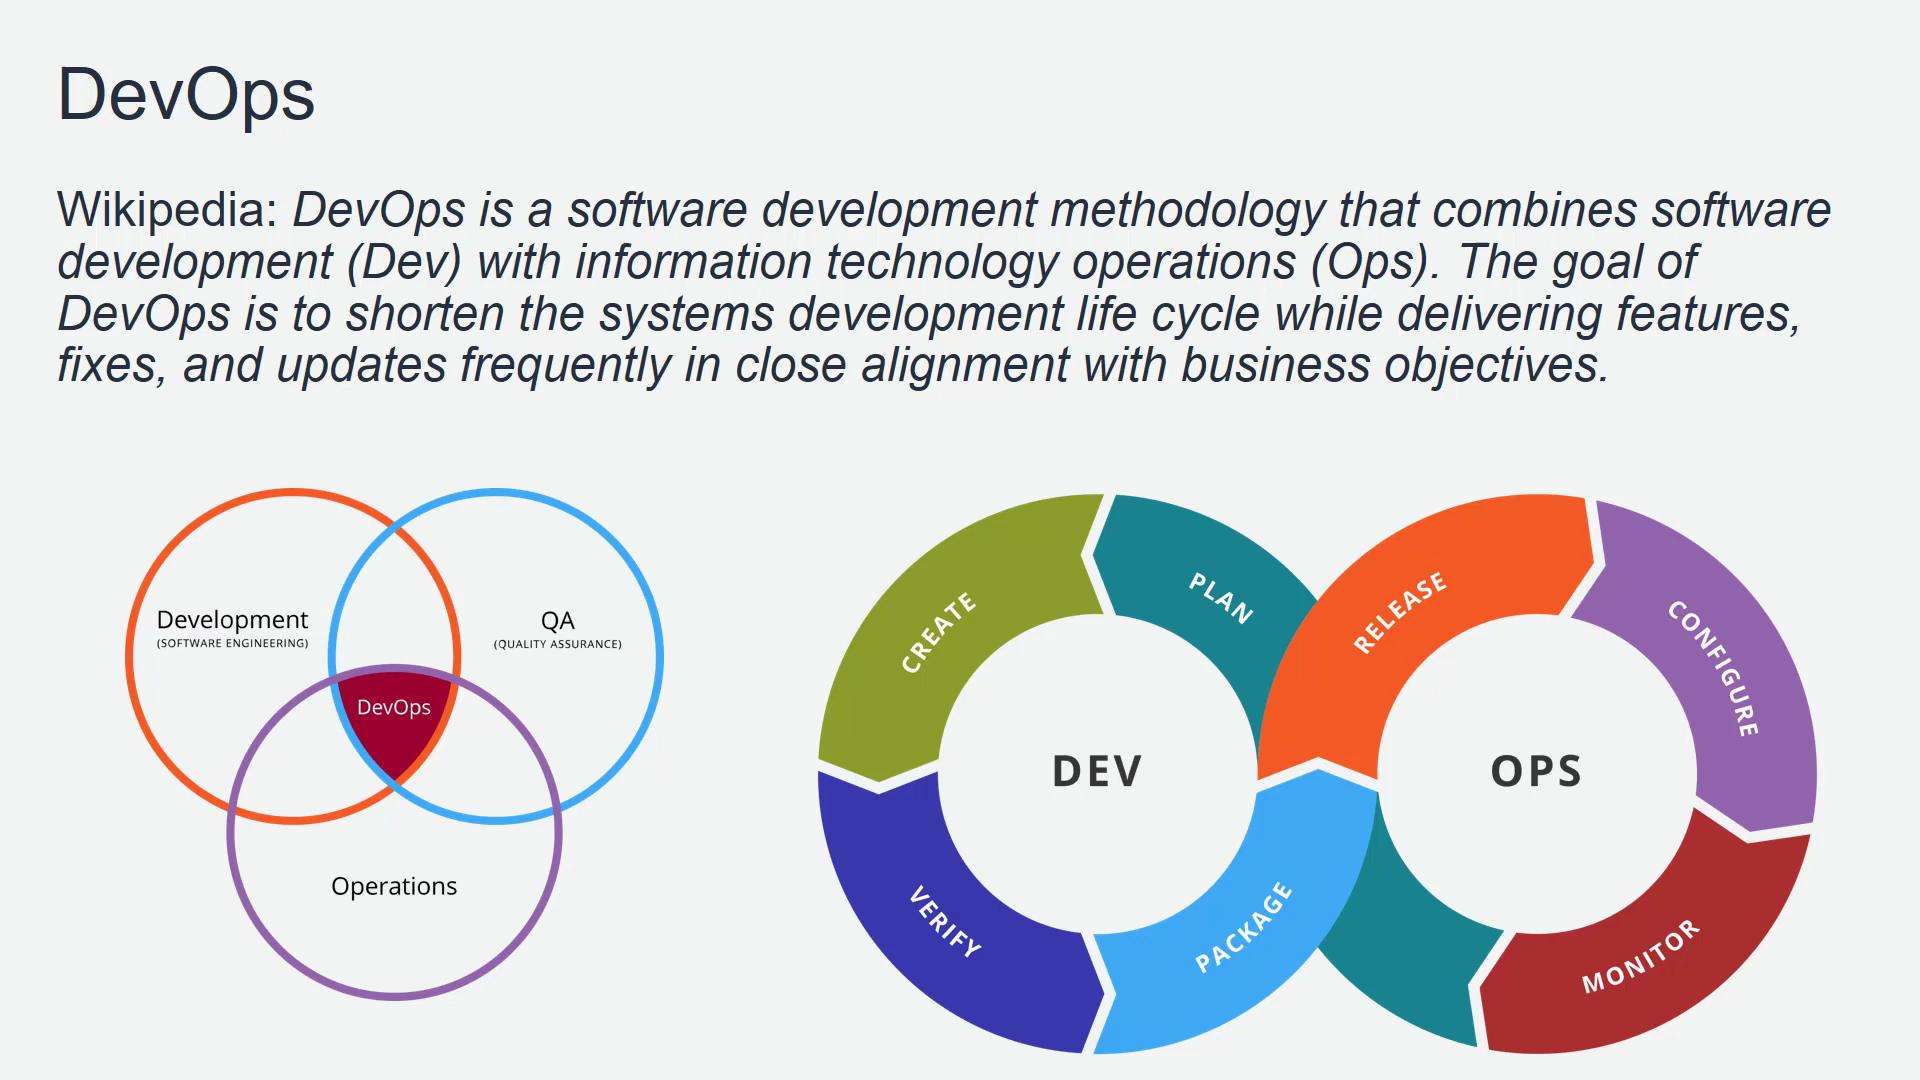 DevOps
Wikipedia: DevOps is a software development methodology that combines software
development (Dev) with information technology operations (Ops). The goal of
DevOps is to shorten the systems development life cycle while delivering features,
fixes, and updates frequently in close alignment with business objectives.
Development
(SOFTWARE ENGINEERING)
QA
(QUALITY ASSURANCE)
DevOps
Operations
CREATE
PLAN
RELEASE
CONFIGURE
DEV
OPS
VERIFY
PACKAGE
MONITOR